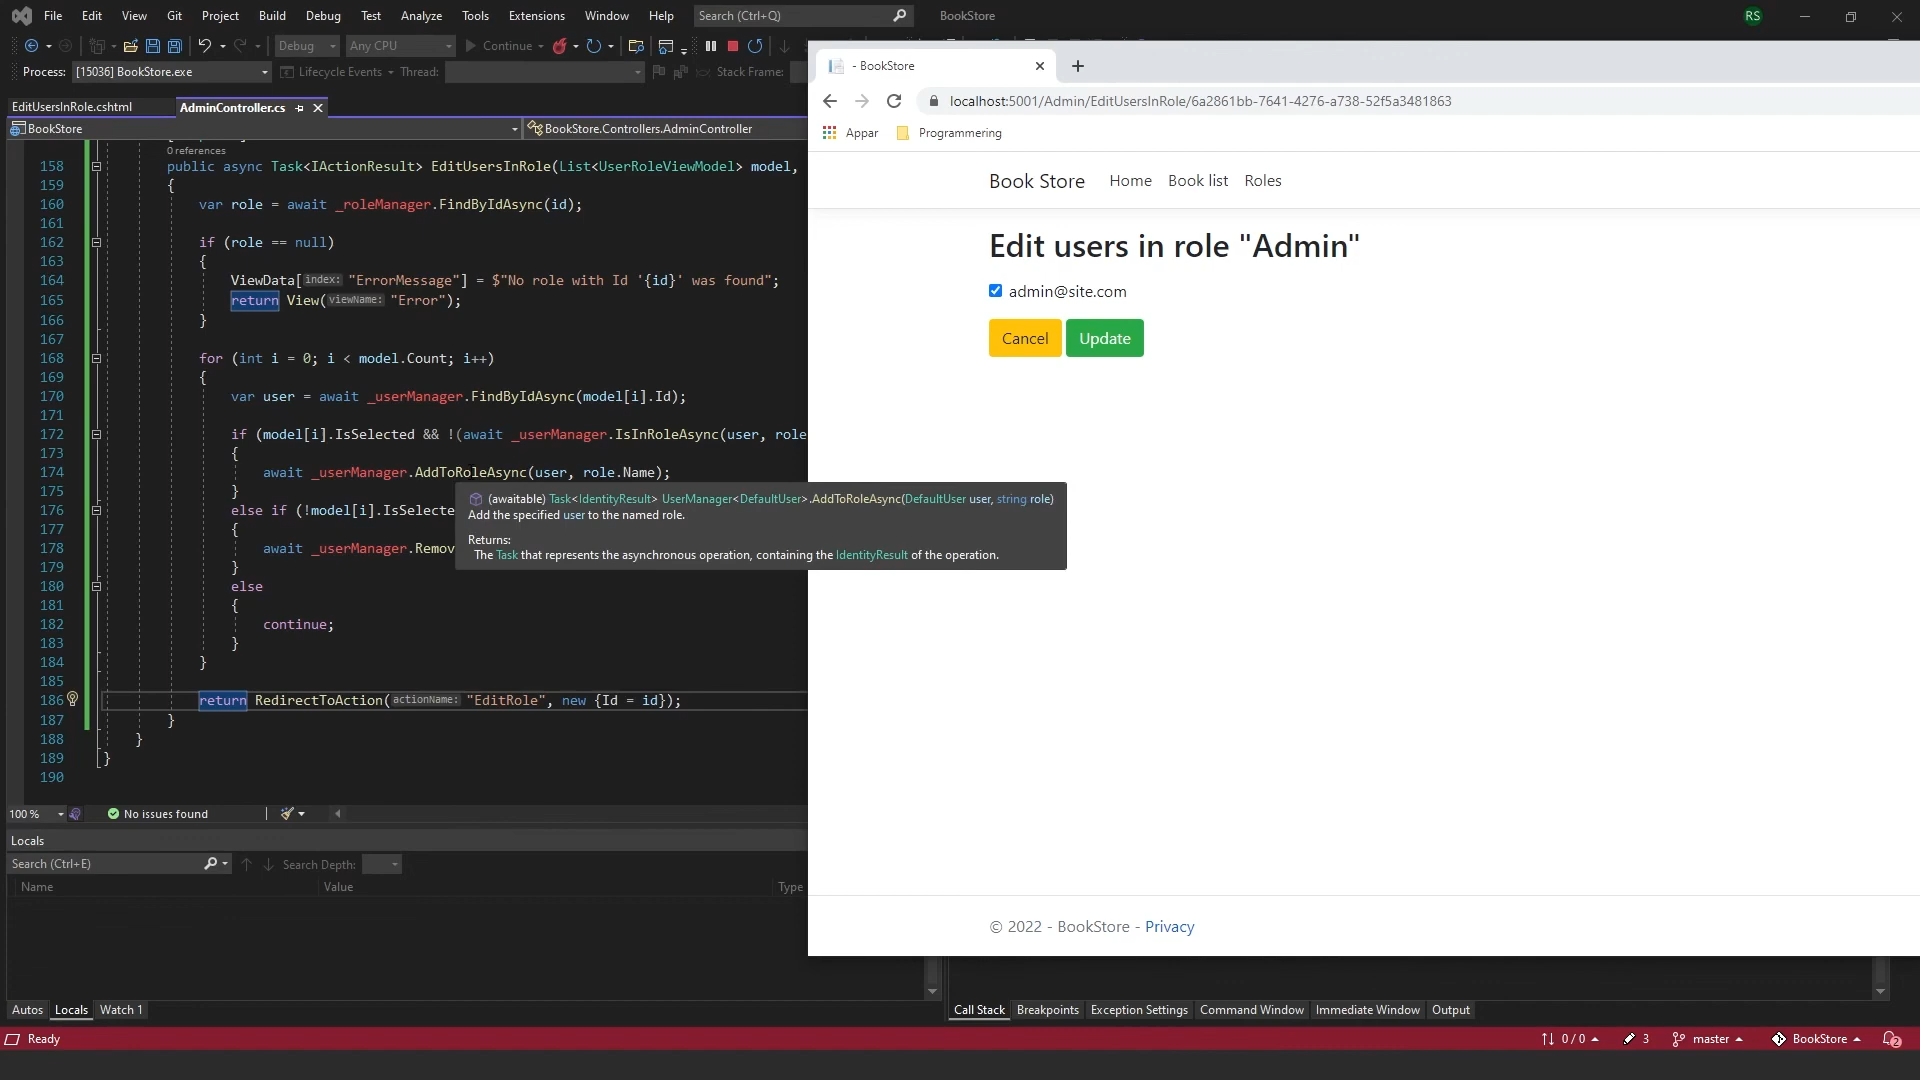 File Edit View Git Project Build Debug Test Analyze Tools Extensions Window Help Search (Ctrl+Q) BookStore RS
Debug Any CPU Continue
Process: [15036] BookStore.exe Lifecycle Events Thread: Stack Frame:
EditUsersInRole.cshtml AdminController.cs
BookStore BookStore.Controllers.AdminController
0 references
158 public async Task<IActionResult> EditUsersInRole(List<UserRoleViewModel> model,
159 {
160 var role = await _roleManager.FindByIdAsync(id);
161
162 if (role == null)
163 {
164 ViewData[index: "ErrorMessage"] = $"No role with Id '{id}' was found";
165 return View(viewName: "Error");
166 }
167
168 for (int i = 0; i < model.Count; i++)
169 {
170 var user = await _userManager.FindByIdAsync(model[i].Id);
171
172 if (model[i].IsSelected && !(await _userManager.IsInRoleAsync(user, role
173 {
174 await _userManager.AddToRoleAsync(user, role.Name);
175 }
176 else if (!model[i].IsSelecte
177 {
178 await _userManager.Remov
179 }
180 else
181 {
182 continue;
183 }
184 }
185
186 return RedirectToAction(actionName: "EditRole", new {Id = id});
187 }
188 }
189 }
190
(awaitable) Task<IdentityResult> UserManager<DefaultUser>.AddToRoleAsync(DefaultUser user, string role)
Add the specified user to the named role.
Returns:
The Task that represents the asynchronous operation, containing the IdentityResult of the operation.
100 % No issues found
Locals
Search (Ctrl+E) Search Depth:
Name Value Type
Autos Locals Watch 1
- BookStore
localhost:5001/Admin/EditUsersInRole/6a2861bb-7641-4276-a738-52f5a3481863
Appar Programmering
Book Store Home Book list Roles
Edit users in role "Admin"
admin@site.com
Cancel Update
© 2022 - BookStore - Privacy
Call Stack Breakpoints Exception Settings Command Window Immediate Window Output
Ready 0 / 0 3 master BookStore 2